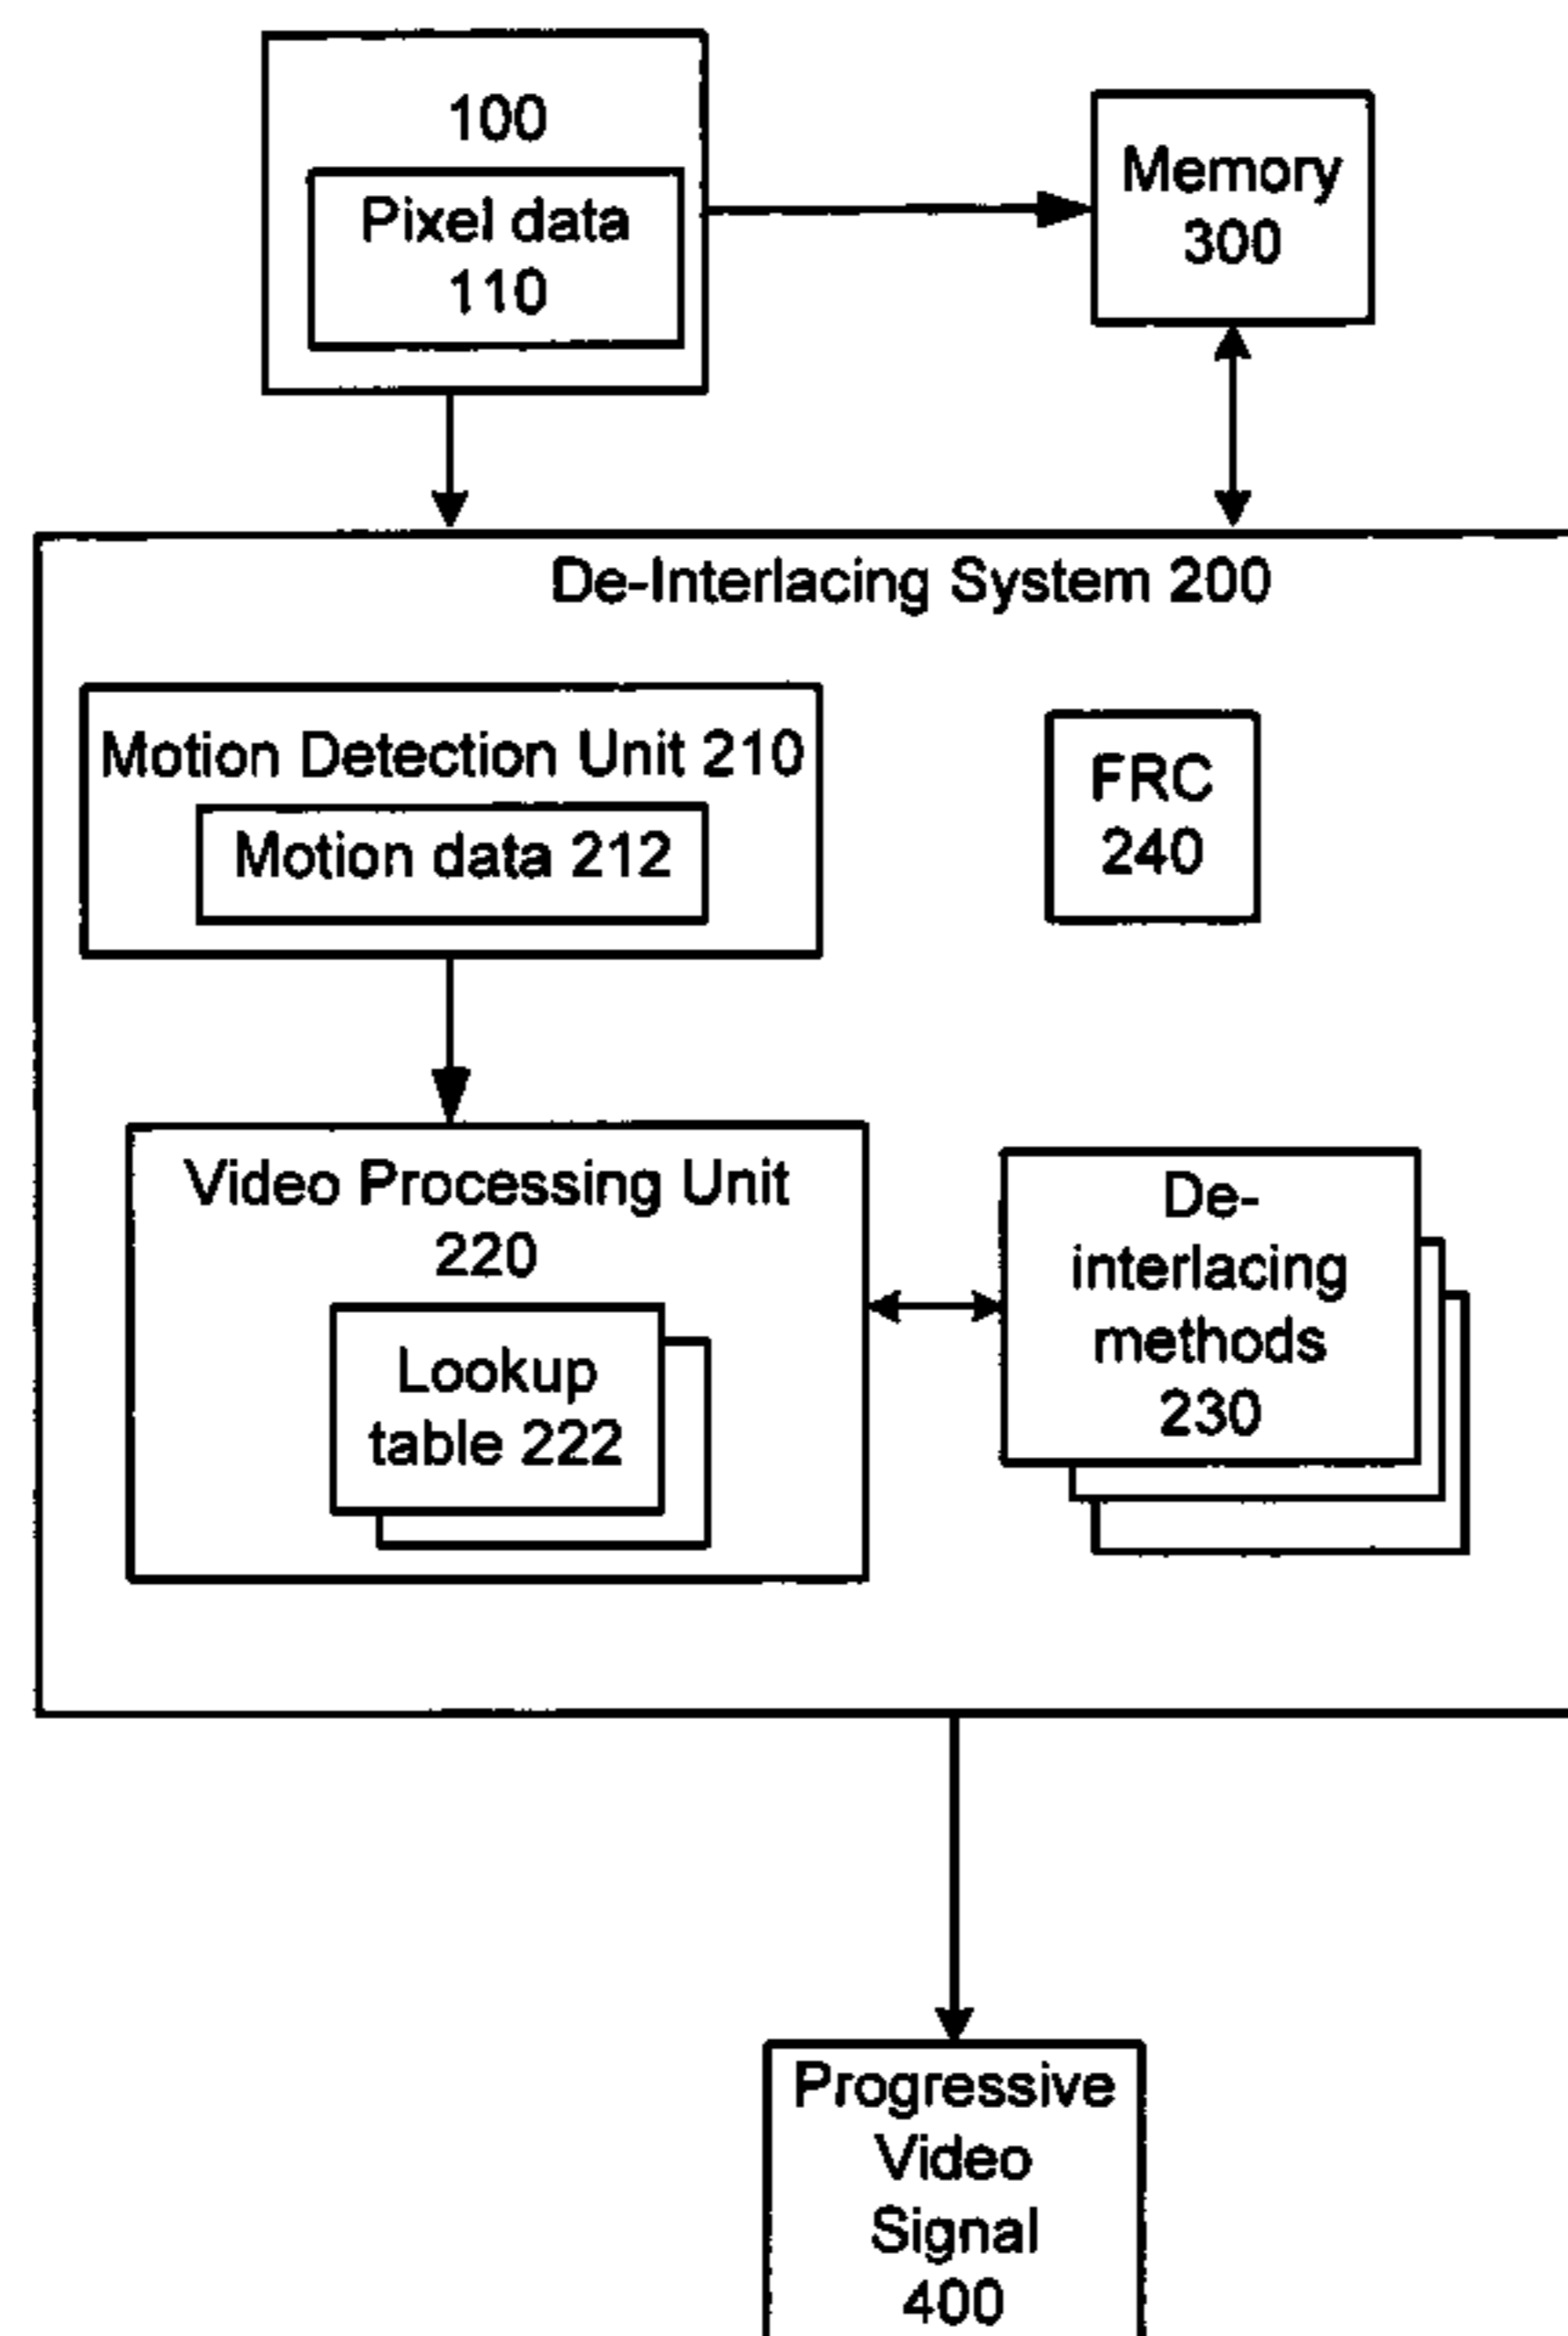 100
Pixel data
110
Memory
300
De-Interlacing System 200
Motion Detection Unit 210
Motion data 212
FRC
240
Video Processing Unit
220
Lookup
table 222
De-
interlacing
methods
230
Progressive
Video
Signal
400